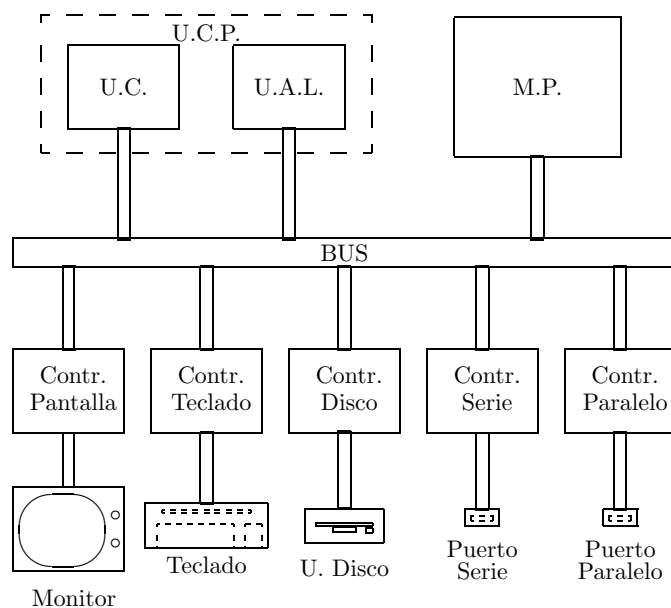 U.C.P.
U.C.
U.A.L.
M.P.
BUS
Contr.
Pantalla
Contr.
Teclado
Contr.
Disco
Contr.
Serie
Contr.
Paralelo
Monitor
Teclado
U. Disco
Puerto
Serie
Puerto
Paralelo